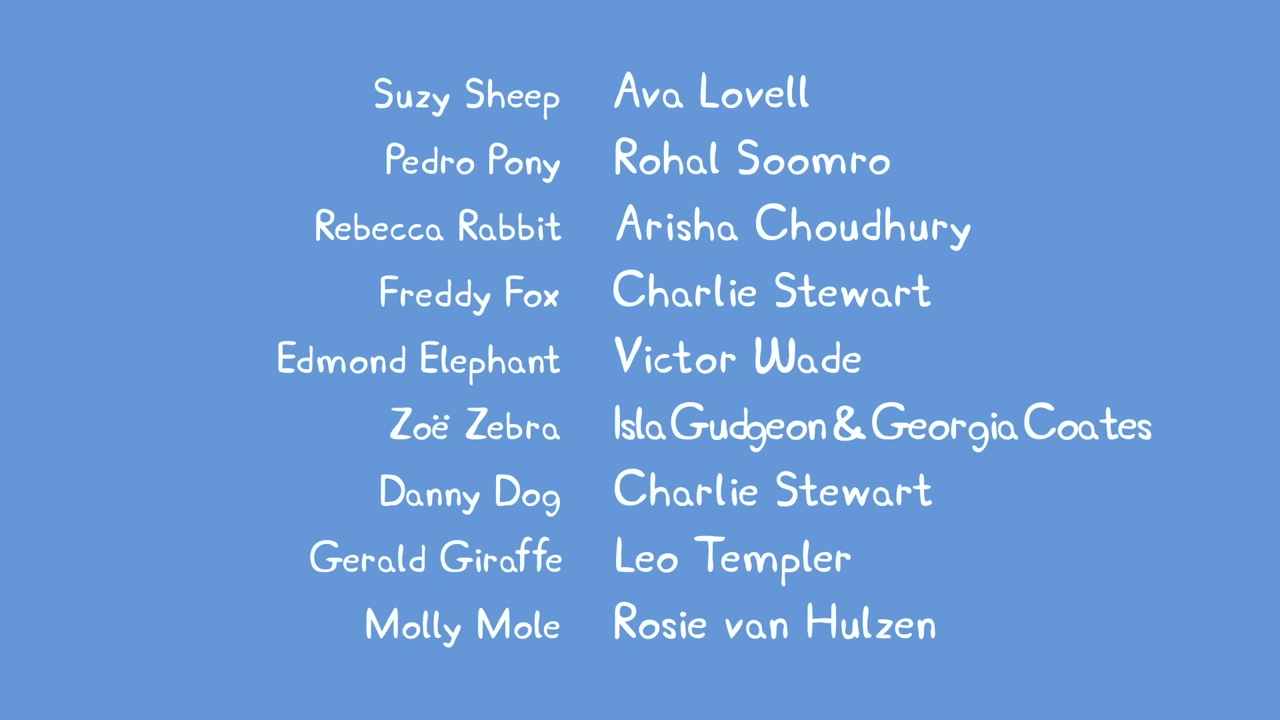 Suzy Sheep Ava Lovell
Pedro Pony Rohal Soomro
Rebecca Rabbit Arisha Choudhury
Freddy Fox Charlie Stewart
Edmond Elephant Victor Wade
Zoë Zebra Isla Gudgeon & Georgia Coates
Danny Dog Charlie Stewart
Gerald Giraffe Leo Templer
Molly Mole Rosie van Hulzen